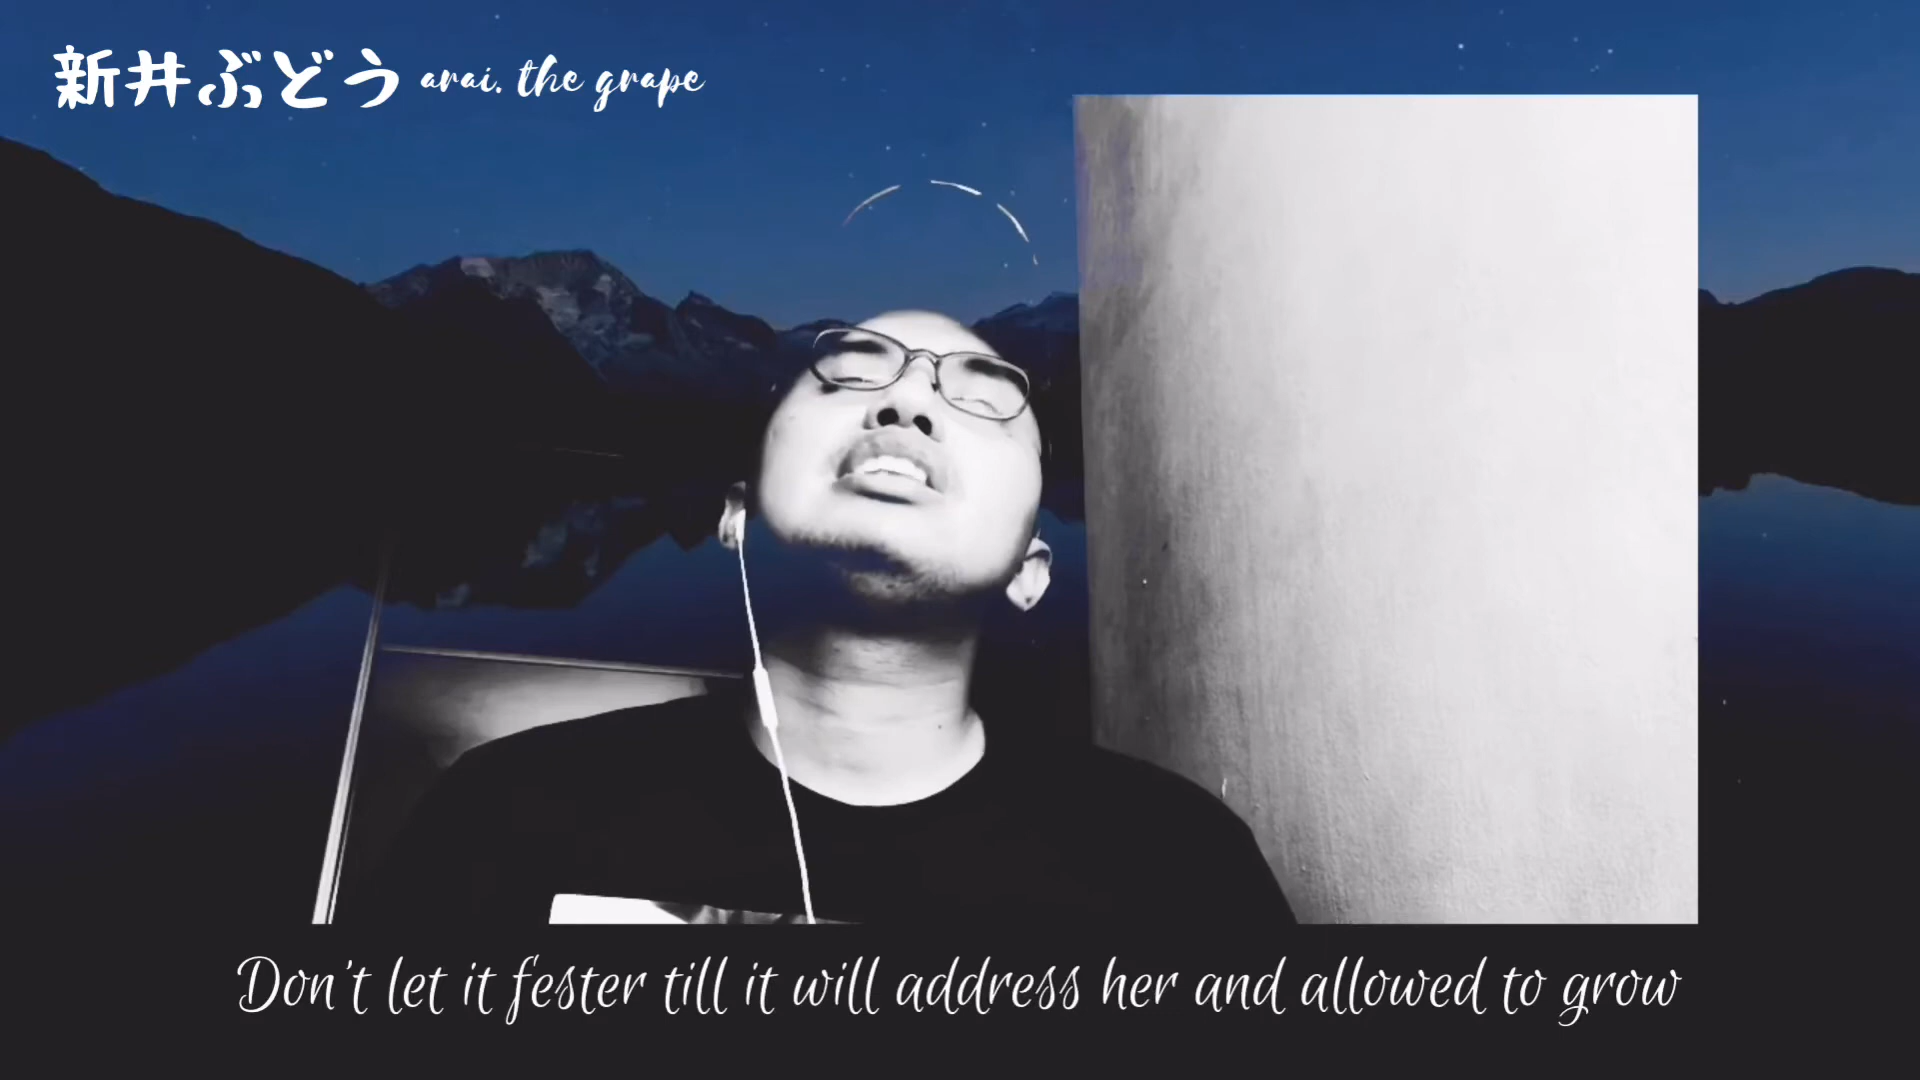 新井ぶどう arai. the grape
Don't let it fester till it will address her and allowed to grow